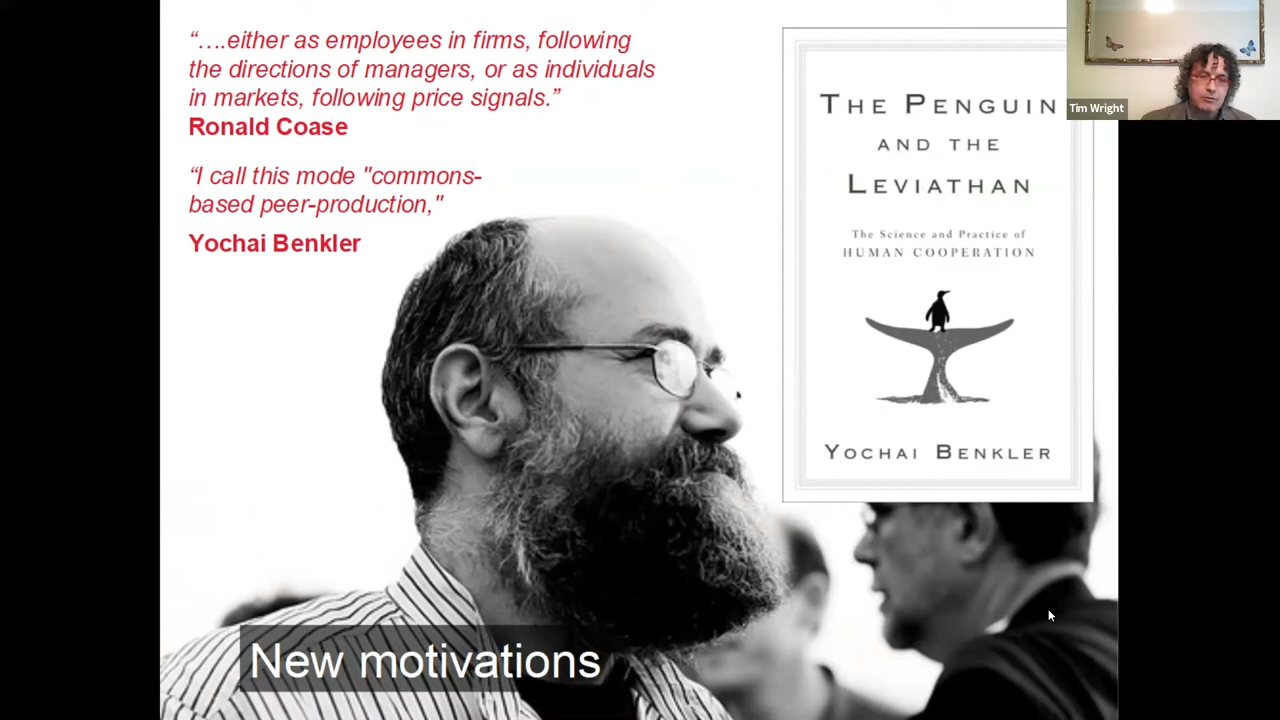 “….either as employees in firms, following
the directions of managers, or as individuals
in markets, following price signals.”
Ronald Coase
“I call this mode "commons-
based peer-production,"
Yochai Benkler
THE PENGUIN
AND THE
LEVIATHAN
The Science and Practice of
HUMAN COOPERATION
YOCHAI BENKLER
Tim Wright
New motivations